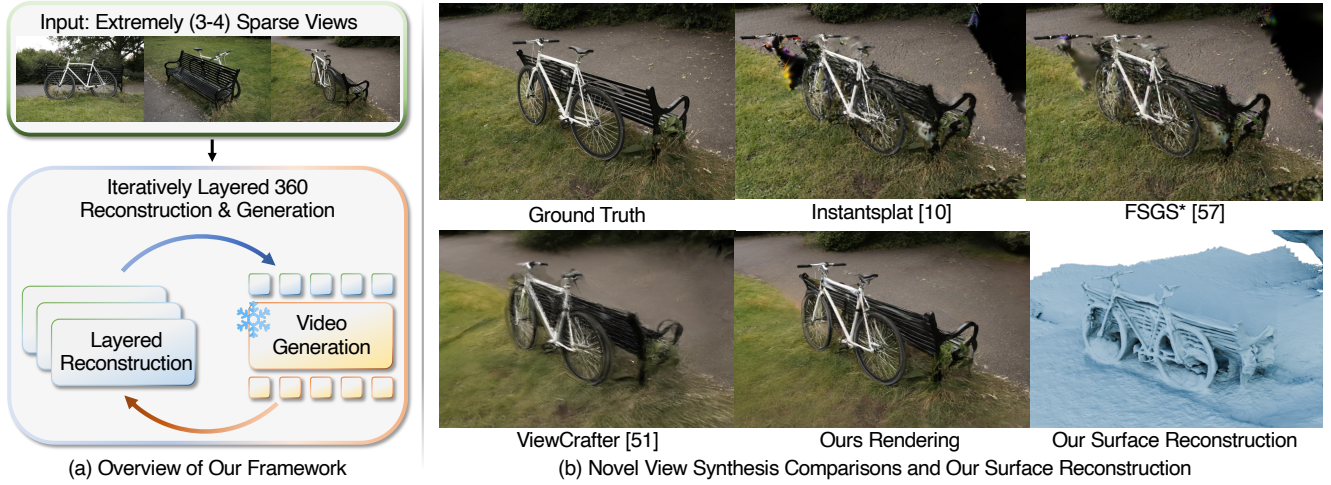 Input: Extremely (3-4) Sparse Views
Iteratively Layered 360
Reconstruction & Generation
Layered
Reconstruction
Video
Generation
(a) Overview of Our Framework
Ground Truth
Instantsplat [10]
FSGS* [57]
ViewCrafter [51]
Ours Rendering
Our Surface Reconstruction
(b) Novel View Synthesis Comparisons and Our Surface Reconstruction